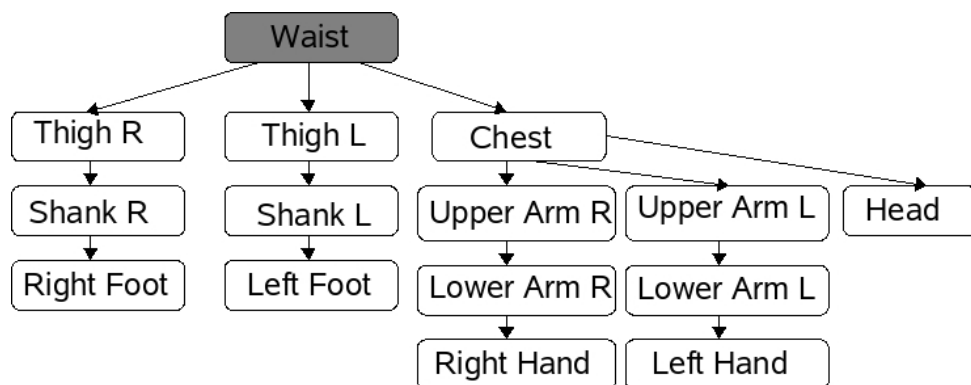 Waist
Thigh R
Thigh L
Chest
Shank R
Shank L
Upper Arm R
Upper Arm L
Head
Right Foot
Left Foot
Lower Arm R
Lower Arm L
Right Hand
Left Hand